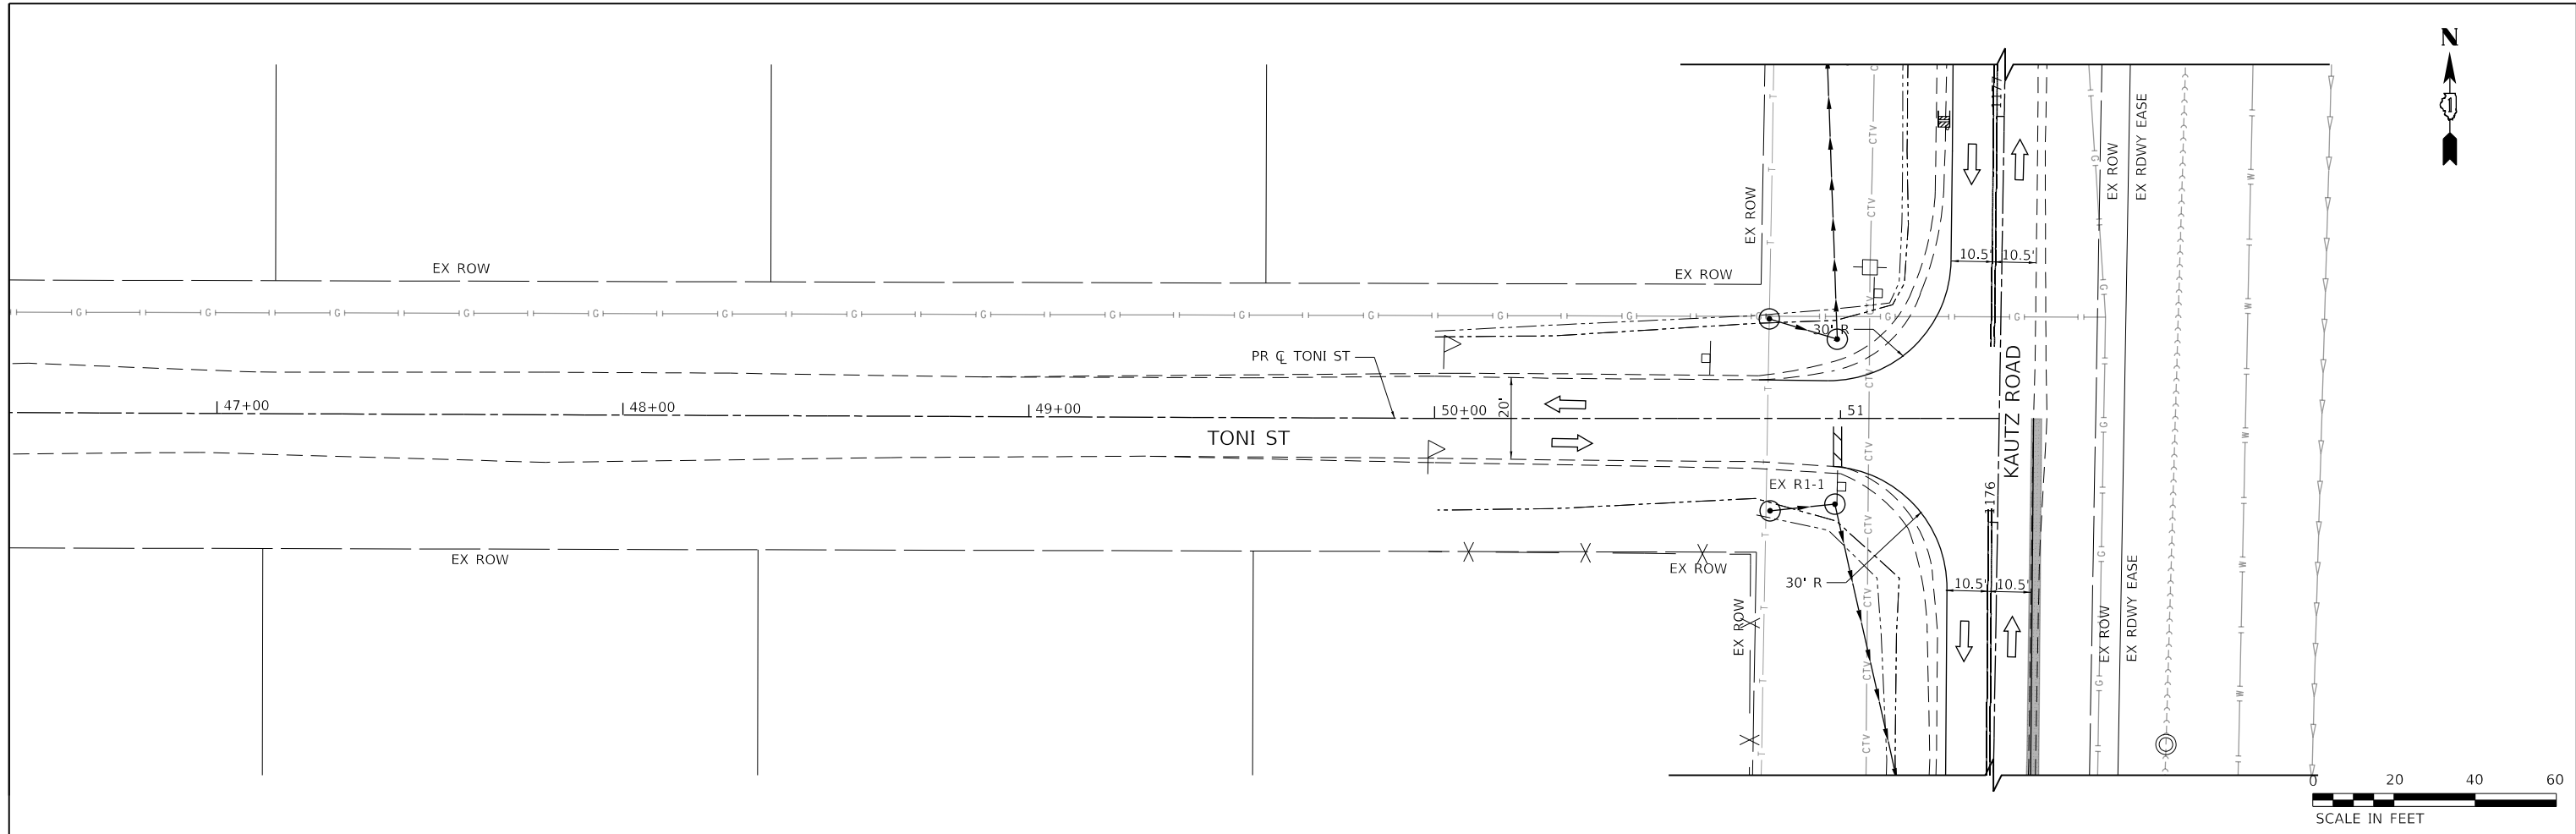 N
1177
EX RDWY EASE
EX ROW
CTV
EX ROW
T
G
W
10.5' 10.5'
EX ROW
EX ROW
G G G G G G G G G G G G G G G G
30' R
PR ℄ TONI ST
KAUTZ ROAD
47+00
48+00
49+00
50+00
20'
51
TONI ST
EX R1-1
1176
EX ROW
EX ROW
30' R
10.5' 10.5'
EX ROW
EX ROW
EX RDWY EASE
CTV
T
G
W
0 20 40 60
SCALE IN FEET